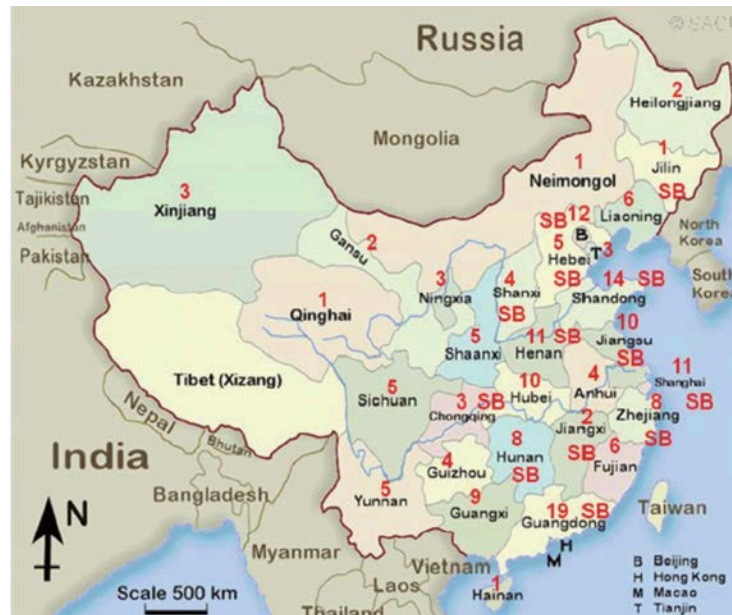 © SACU
Russia
Kazakhstan
2
Heilongjiang
Mongolia
1
Jilin
1
Neimongol
Kyrgyzstan
3
Xinjiang
Tajikistan
Afghanistan
Pakistan
6
SB
Liaoning
North
Korea
2
Gansu
SB 12
B
5
Hebei
T 3
South
Korea
3
Ningxia
4
Shanxi
SB
14 SB
Shandong
1
Qinghai
SB
5
Shaanxi
11 SB
Henan
10
Jiangsu
SB
Tibet (Xizang)
5
Sichuan
10
Hubei
4
Anhui
11
Shanghai
3 SB
Chongqing
8 SB
Zhejiang
SB
Nepal
Bhutan
2
Jiangxi
SB
8
Hunan
SB
6
Fujian
India
4
Guizhou
5
Yunnan
Bangladesh
9
Guangxi
19 SB
Guangdong
Taiwan
N
H
M
Myanmar
Vietnam
Laos
1
Hainan
Thailand
Scale 500 km
B Beijing
H Hong Kong
M Macao
T Tianjin